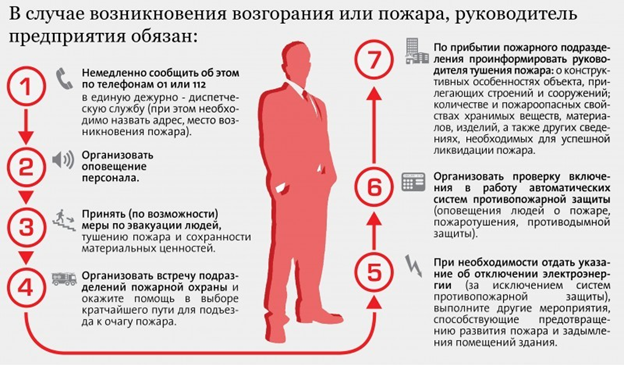 В случае возникновения возгорания или пожара, руководитель
предприятия обязан:
1
Немедленно сообщить об этом
по телефонам 01 или 112
в единую дежурно - диспетчес-
скую службу (при этом необхо-
димо назвать адрес, место воз-
никновения пожара).
2
Организовать
оповещение
персонала.
3
Принять (по возможности)
меры по эвакуации людей,
тушению пожара и сохранности
материальных ценностей.
4
Организовать встречу подраз-
делений пожарной охраны и
окажите помощь в выборе
кратчайшего пути для подъез-
да к очагу пожара.
5
При необходимости отдать указа-
ние об отключении электроэнер-
гии (за исключением систем
противопожарной защиты),
выполните другие мероприятия,
способствующие предотвраще-
нию развития пожара и задымле-
ния помещений здания.
6
Организовать проверку включе-
ния в работу автоматических
систем противопожарной защиты
(оповещения людей о пожаре,
пожаротушения, противодымной
защиты).
7
По прибытии пожарного подразде-
ления проинформировать руково-
дителя тушения пожара: о конструк-
тивных особенностях объекта, при-
легающих строений и сооружений;
количестве и пожароопасных свойс-
твах хранимых веществ, материа-
лов, изделий, а также других сведе-
ниях, необходимых для успешной
ликвидации пожара.